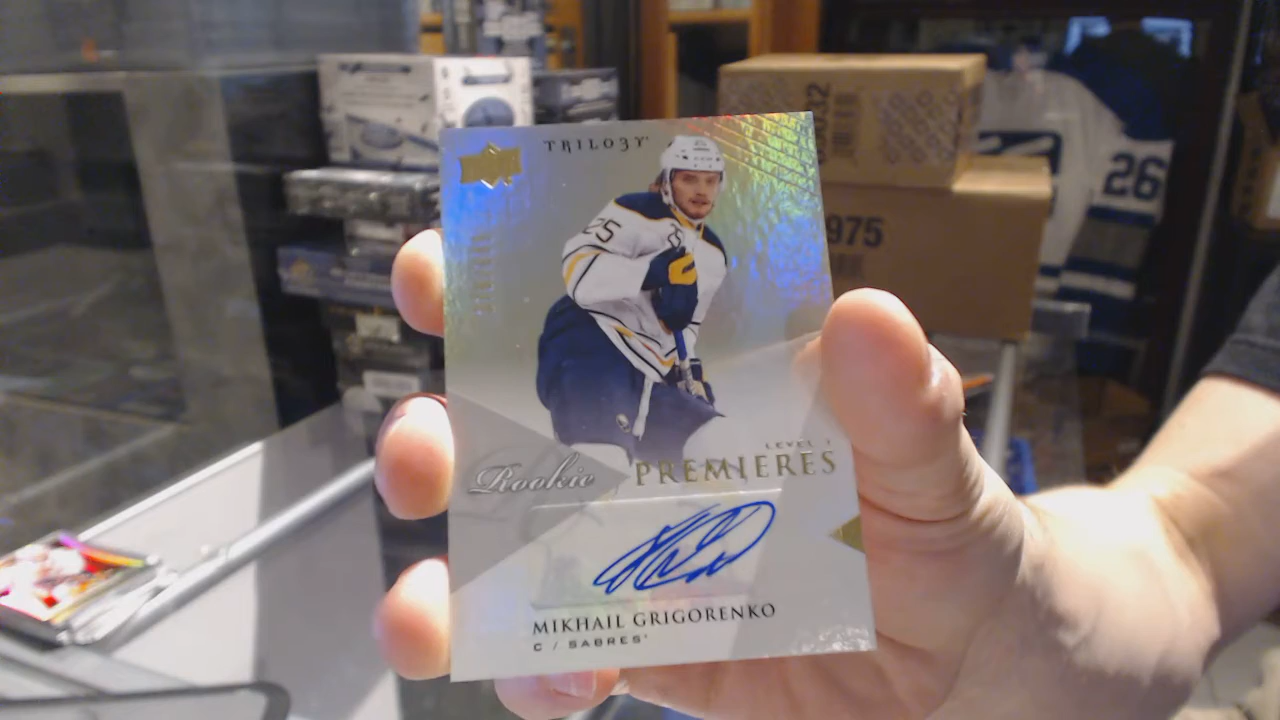 TRILOGY
25
LEVEL 1
Rookie PREMIERES
MIKHAIL GRIGORENKO
C / SABRES
26
975